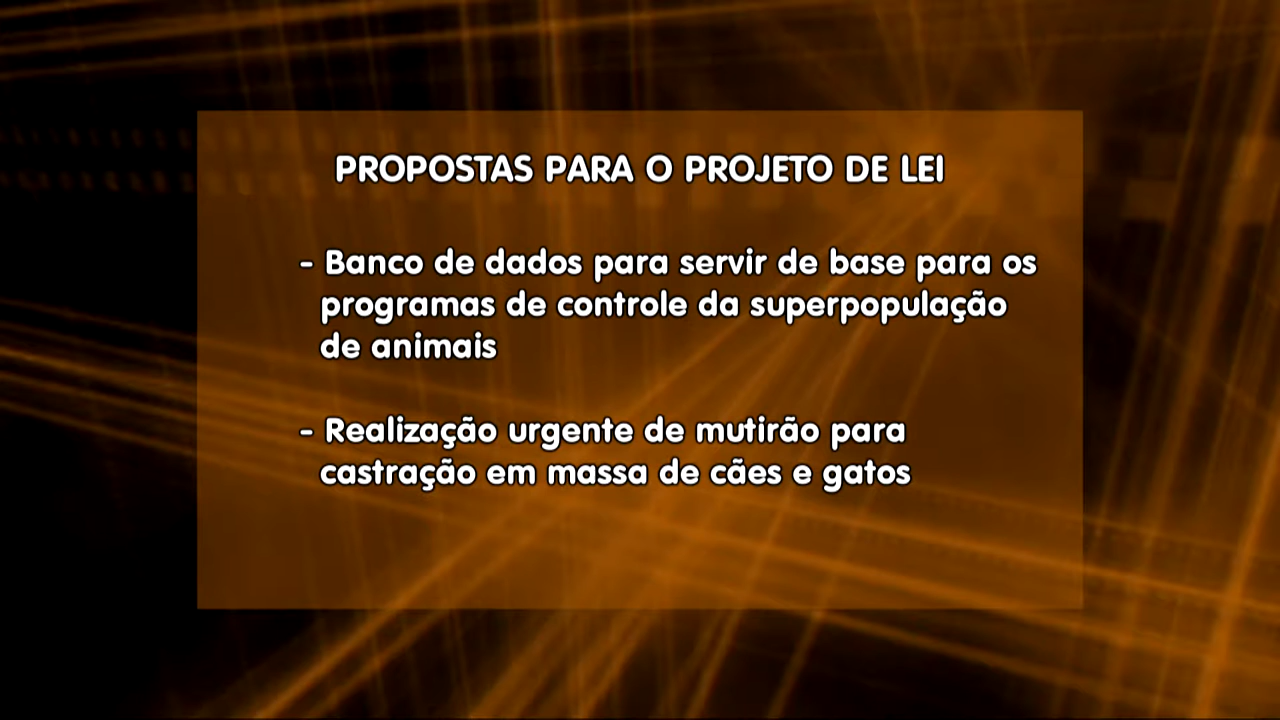 PROPOSTAS PARA O PROJETO DE LEI
- Banco de dados para servir de base para os
programas de controle da superpopulação
de animais
- Realização urgente de mutirão para
castração em massa de cães e gatos